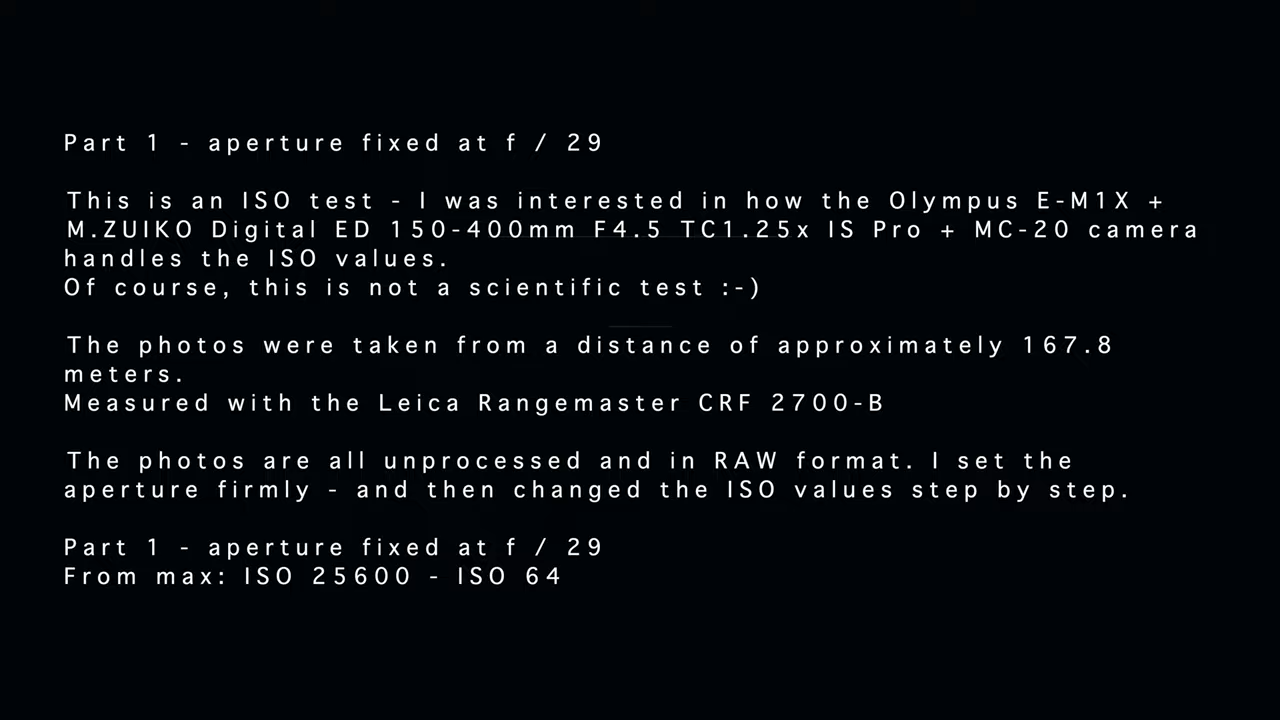 Part 1 - aperture fixed at f / 29
This is an ISO test - I was interested in how the Olympus E-M1X +
M.ZUIKO Digital ED 150-400mm F4.5 TC1.25x IS Pro + MC-20 camera
handles the ISO values.
Of course, this is not a scientific test :-)
The photos were taken from a distance of approximately 167.8
meters.
Measured with the Leica Rangemaster CRF 2700-B
The photos are all unprocessed and in RAW format. I set the
aperture firmly - and then changed the ISO values step by step.
Part 1 - aperture fixed at f / 29
From max: ISO 25600 - ISO 64